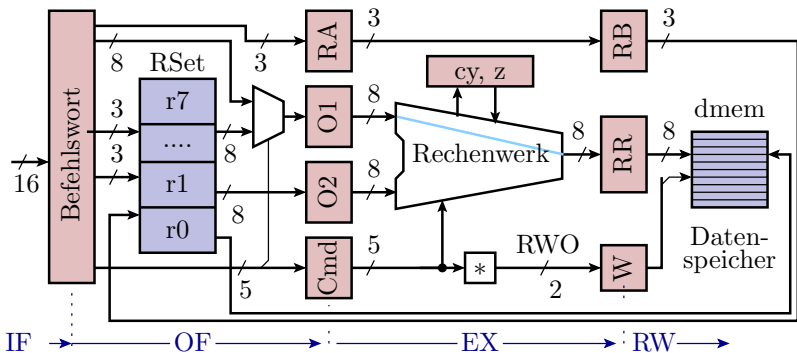 3
3
3
8
3
RSet
RA
RB
cy, z
dmem
r7
....
r1
r0
3
3
8
8
O1
O2
8
8
Rechenwerk
8
RR
8
16
Befehlswort
5
Cmd
5
*
RWO
2
W
Daten-
speicher
IF
OF
EX
RW